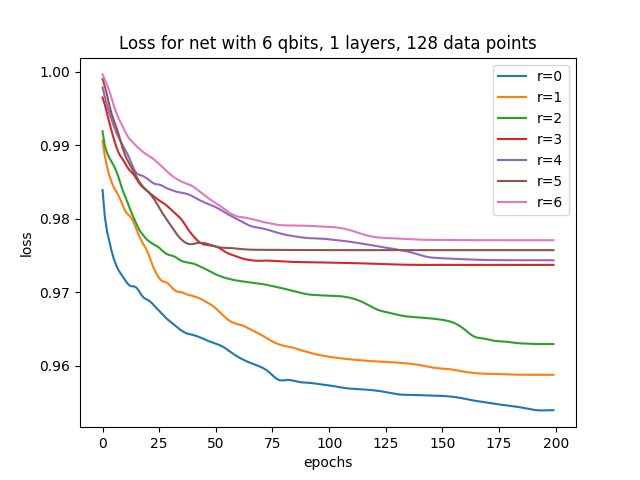 Loss for net with 6 qbits, 1 layers, 128 data points
1.00
0.99
0.98
0.97
0.96
loss
r=0
r=1
r=2
r=3
r=4
r=5
r=6
0 25 50 75 100 125 150 175 200
epochs